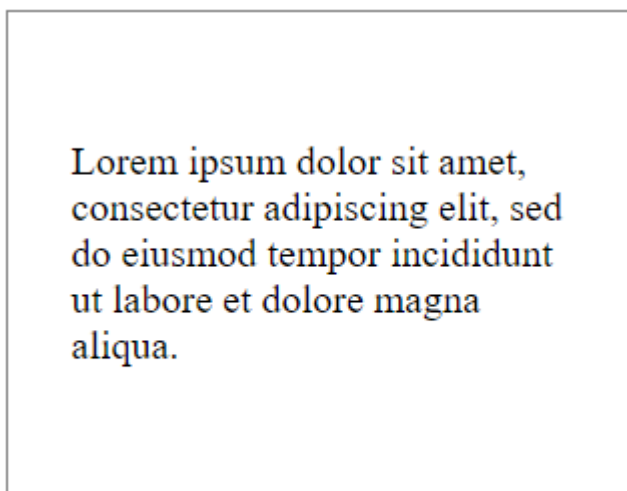 Lorem ipsum dolor sit amet,
consectetur adipiscing elit, sed
do eiusmod tempor incididunt
ut labore et dolore magna
aliqua.